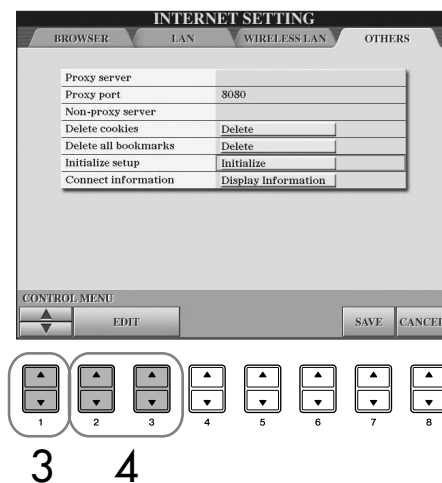 INTERNET SETTING
BROWSER LAN WIRELESS LAN OTHERS
Proxy server
Proxy port 8080
Non-proxy server
Delete cookies Delete
Delete all bookmarks Delete
Initialize setup Initialize
Connect information Display Information
CONTROL MENU
EDIT SAVE CANCEL
1 2 3 4 5 6 7 8
3 4